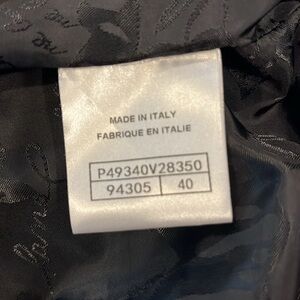 MADE IN ITALY
FABRIQUE EN ITALIE
P49340V28350
94305 40